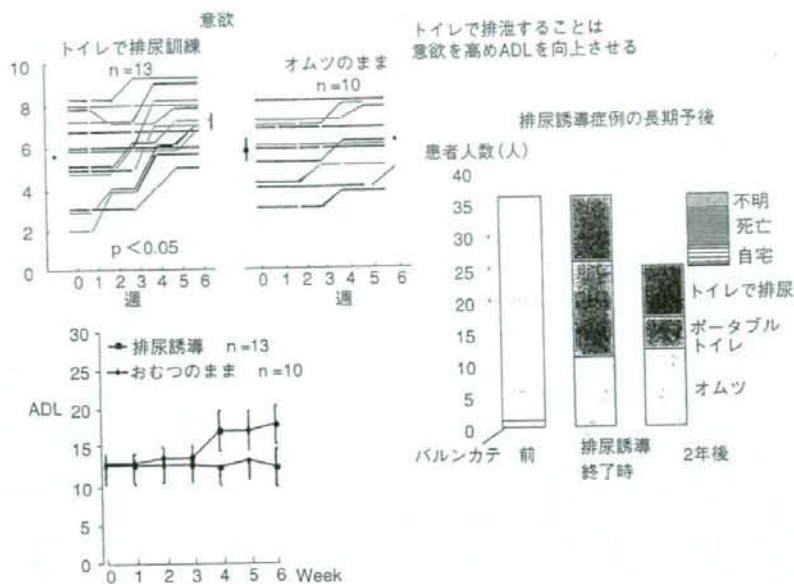 意欲
トイレで排尿訓練
n=13
10
8
6
4
2
0
p<0.05
0 1 2 3 4 5 6
週
オムツのまま
n=10
0 1 2 3 4 5 6
週
トイレで排泄することは
意欲を高めADLを向上させる
排尿誘導症例の長期予後
患者人数(人)
40
35
30
25
20
15
10
5
0
不明
死亡
自宅
トイレで排尿
ポータブル
トイレ
オムツ
バルンカテ 前
排尿誘導
終了時
2年後
30
25
20
15
10
5
0
排尿誘導 n=13
おむつのまま n=10
ADL
0 1 2 3 4 5 6 Week